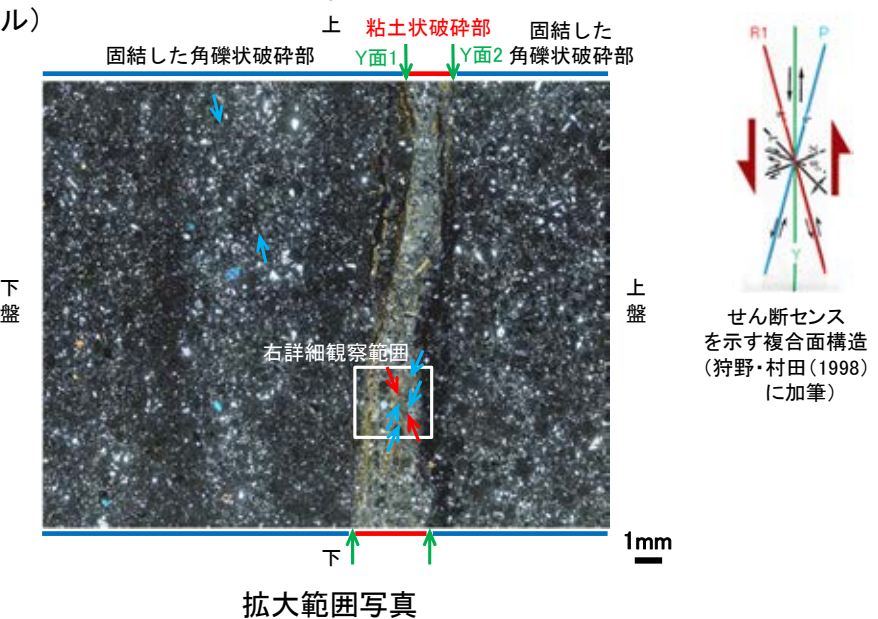 ル）
上
粘土状破砕部
固結した
固結した角礫状破砕部
Y面1
Y面2
角礫状破砕部
R1
P
Y
下盤
上盤
右詳細観察範囲
せん断センス
を示す複合面構造
(狩野・村田(1998)
に加筆)
1mm
下
拡大範囲写真